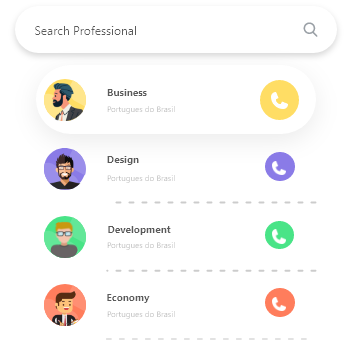 Search Professional
Business
Portugues do Brasil
Design
Portugues do Brasil
Development
Portugues do Brasil
Economy
Portugues do Brasil